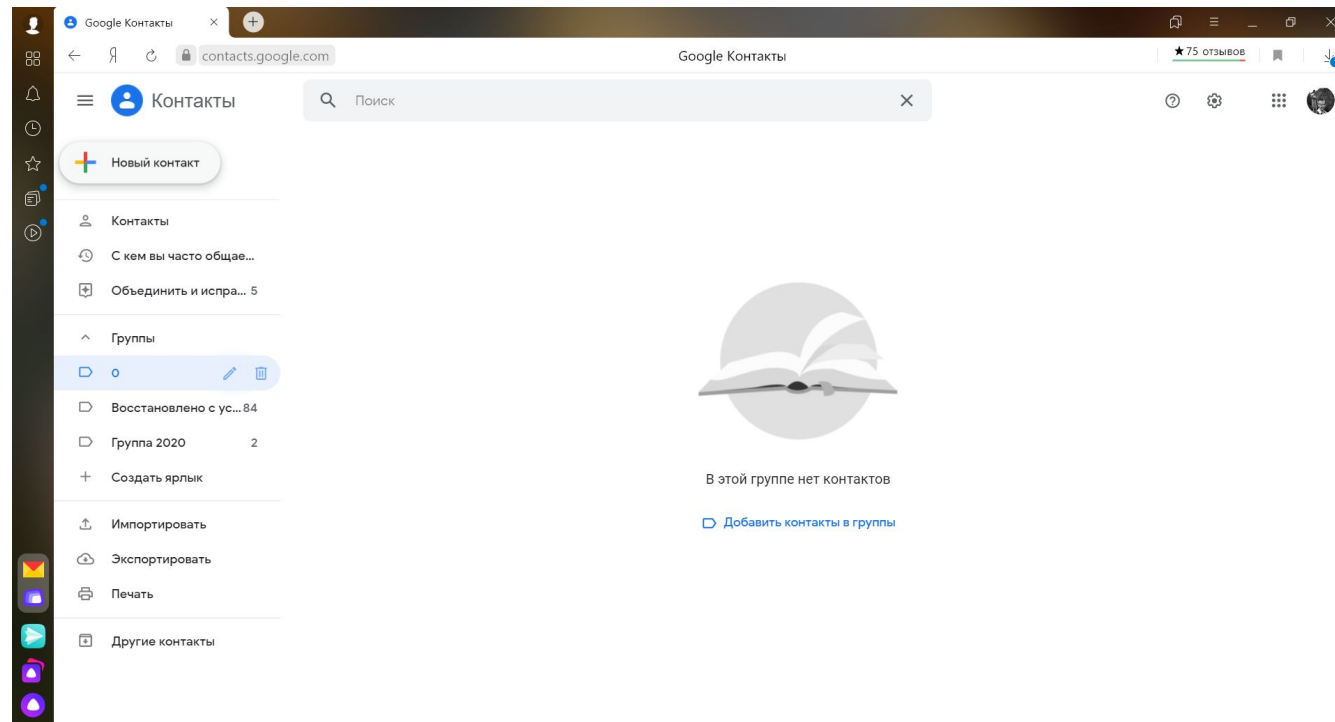 Google Контакты
Я contacts.google.com Google Контакты ★75 отзывов
Контакты Поиск
Новый контакт
Контакты
С кем вы часто общае...
Объединить и испра... 5
Группы
0
Восстановлено с ус... 84
Группа 2020 2
Создать ярлык
Импортировать
Экспортировать
Печать
Другие контакты
В этой группе нет контактов
Добавить контакты в группы